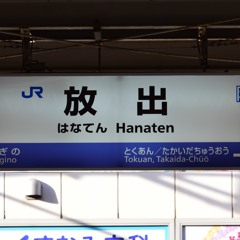 JR 放出
はなてん Hanaten
ぎの とくあん／たかいだちゅうおう
gino Tokuan, Takaida-Chūō